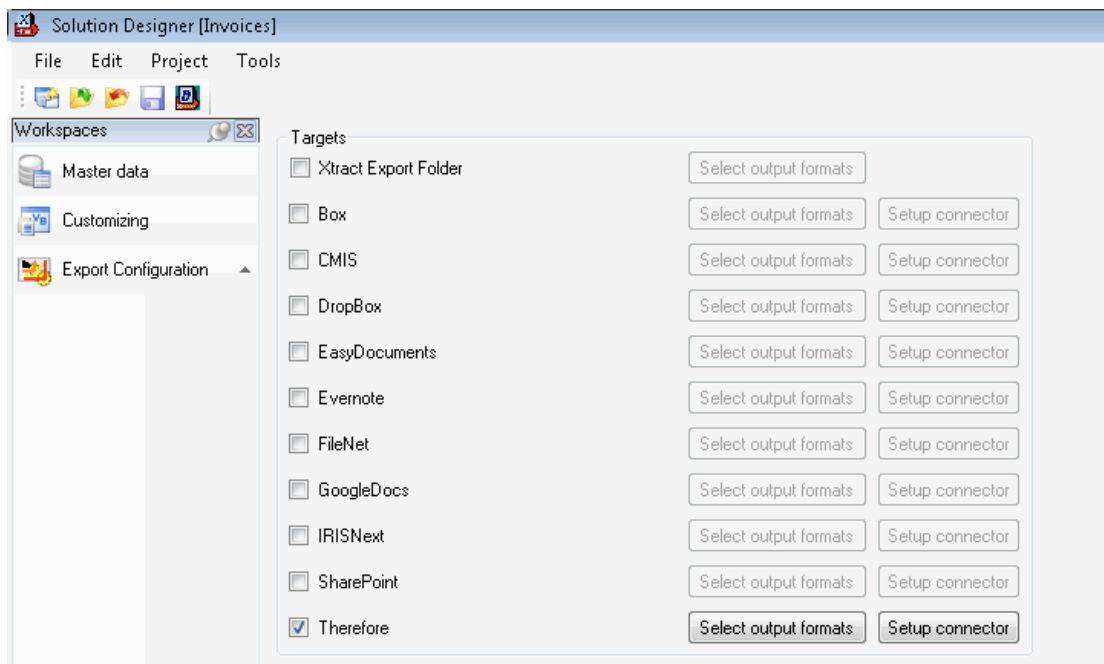 Solution Designer [Invoices]
File Edit Project Tools
Workspaces
Master data
Customizing
Export Configuration
Targets
Xtract Export Folder Select output formats
Box Select output formats Setup connector
CMIS Select output formats Setup connector
DropBox Select output formats Setup connector
EasyDocuments Select output formats Setup connector
Evernote Select output formats Setup connector
FileNet Select output formats Setup connector
GoogleDocs Select output formats Setup connector
IRISNext Select output formats Setup connector
SharePoint Select output formats Setup connector
Therefore Select output formats Setup connector